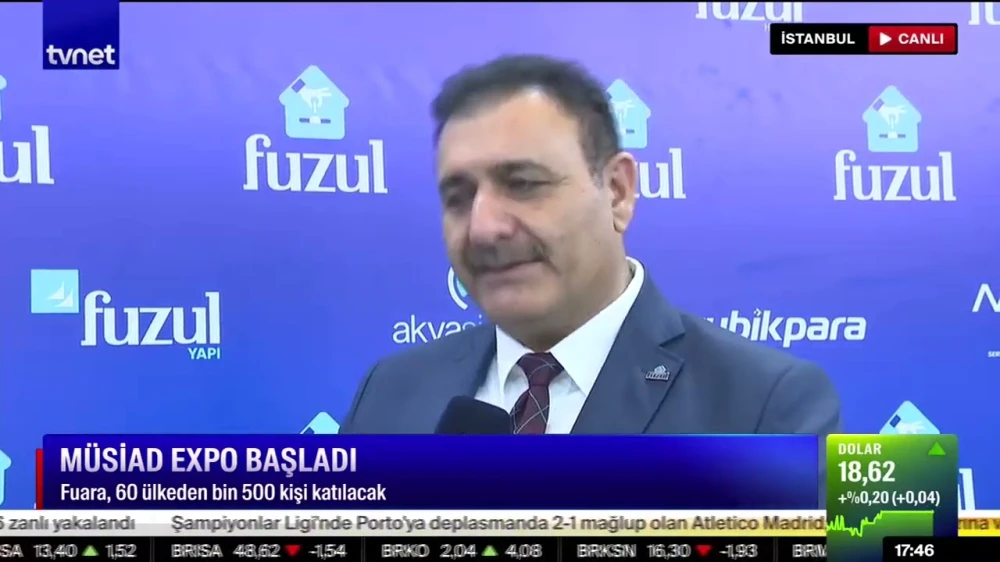 tvnet
İSTANBUL
CANLI
fuzul
fuzul
fuzul
YAPI
MÜSİAD EXPO BAŞLADI
Fuara, 60 ülkeden bin 500 kişi katılacak
DOLAR
18,62
+%0,20 (+0,04)
zanlı yakalandı Şampiyonlar Ligi'nde Porto'ya deplasmanda 2-1 mağlup olan Atletico Madrid,
13,40 1,52 BRISA 48,62 -1,54 BRKO 2,04 4,08 BRKSN 16,30 -1,93
17:46